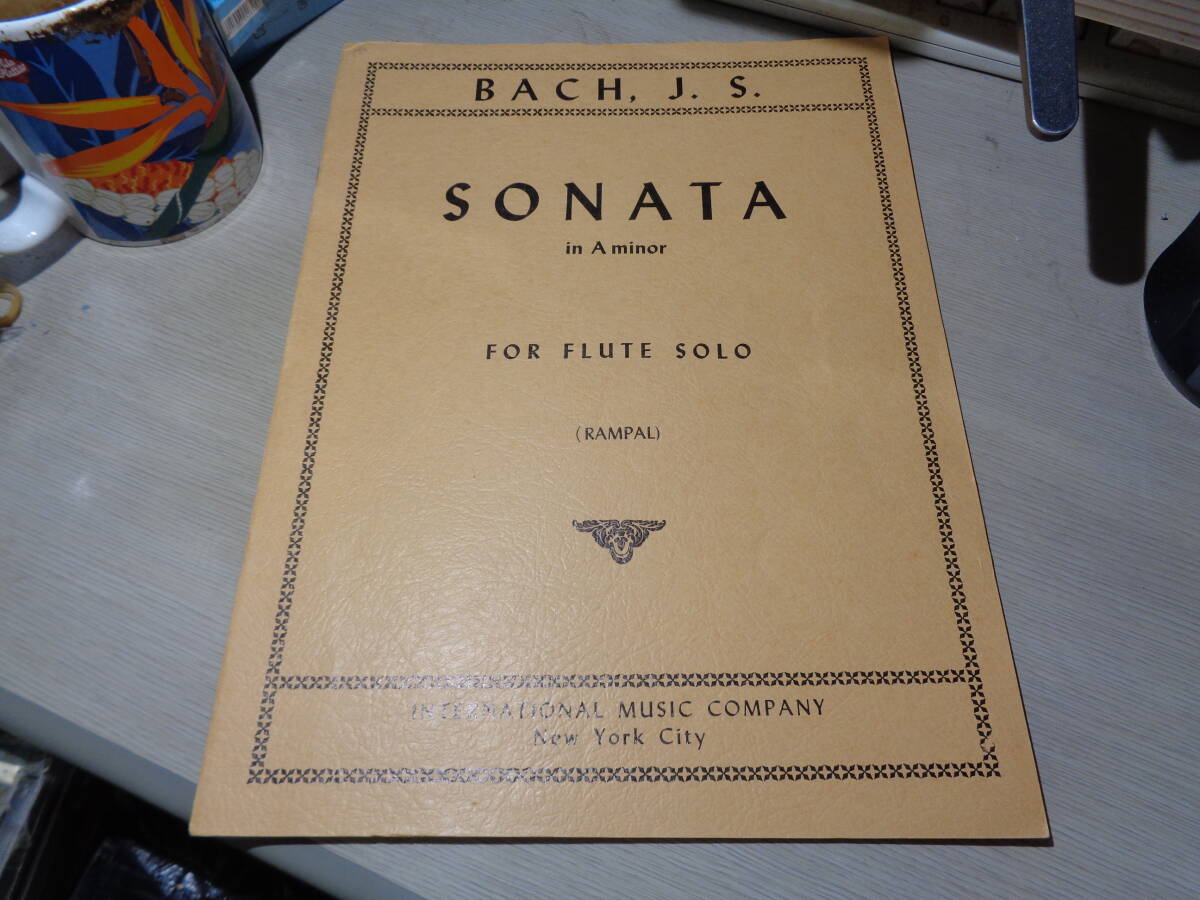 BACH, J. S.
SONATA
in A minor
FOR FLUTE SOLO
(RAMPAL)
INTERNATIONAL MUSIC COMPANY
New York City